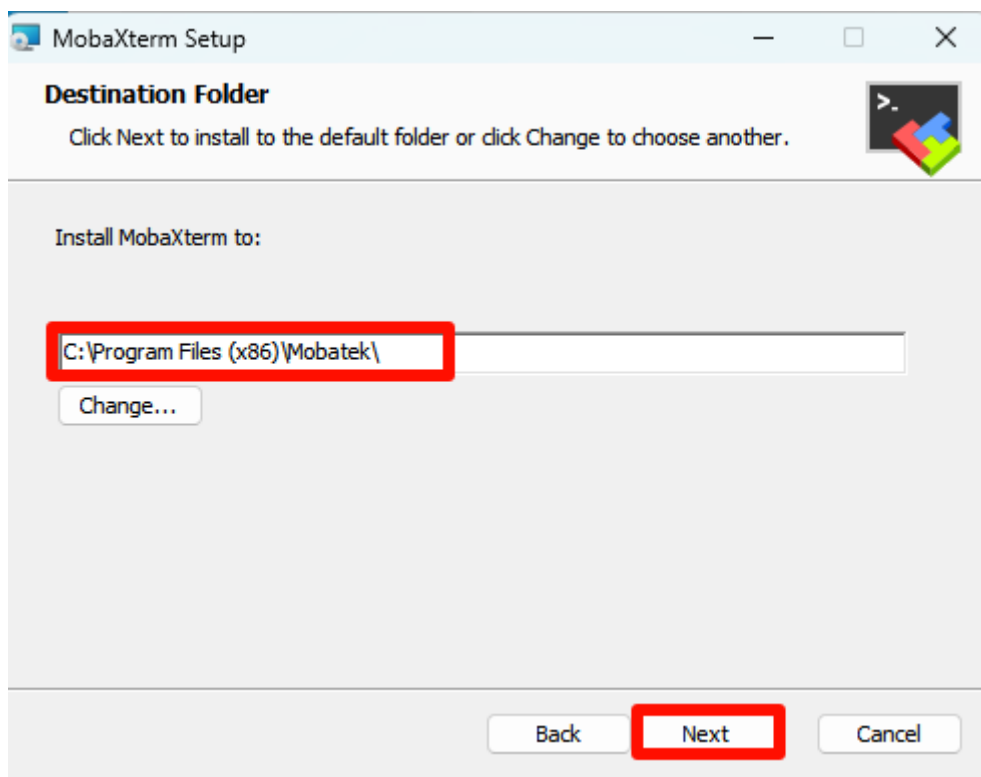 MobaXterm Setup
Destination Folder
Click Next to install to the default folder or click Change to choose another.
>.
Install MobaXterm to:
C:\Program Files (x86)\Mobatek\
Change...
Back Next Cancel